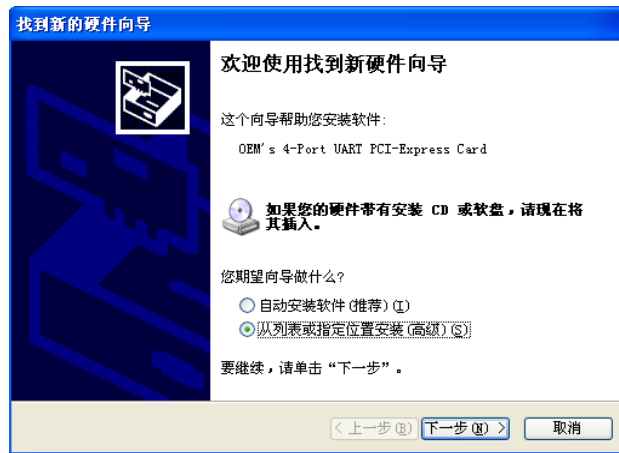 找到新的硬件向导
欢迎使用找到新硬件向导
这个向导帮助您安装软件:
OEM's 4-Port UART PCI-Express Card
如果您的硬件带有安装 CD 或软盘，请现在将
其插入。
您期望向导做什么?
自动安装软件(推荐)(I)
从列表或指定位置安装(高级)(S)
要继续，请单击“下一步”。
< 上一步(B) 下一步(N) > 取消